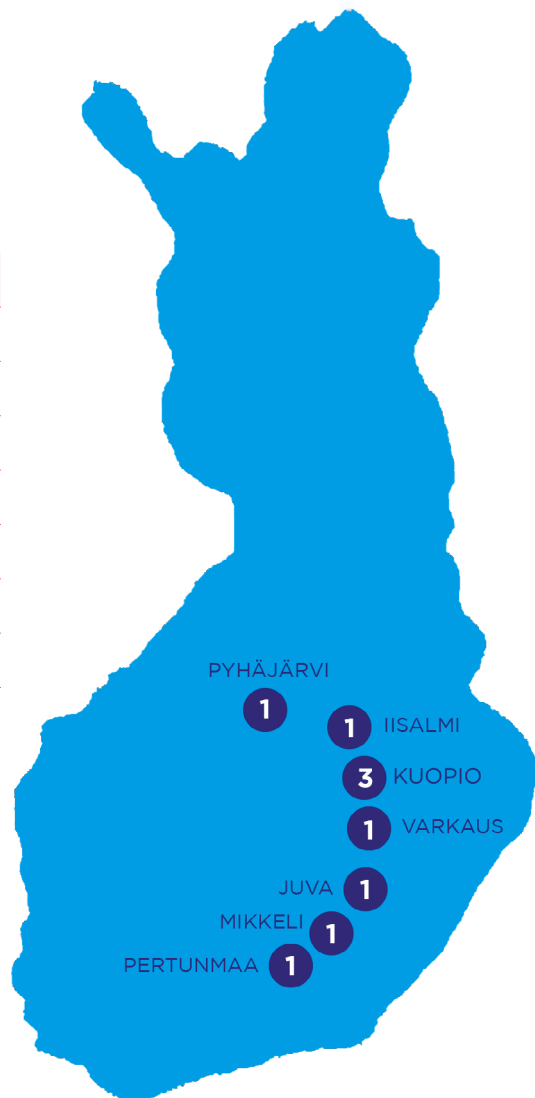 PYHÄJÄRVI
1
1 IISALMI
3 KUOPIO
1 VARKAUS
JUVA 1
MIKKELI 1
PERTUNMAA 1